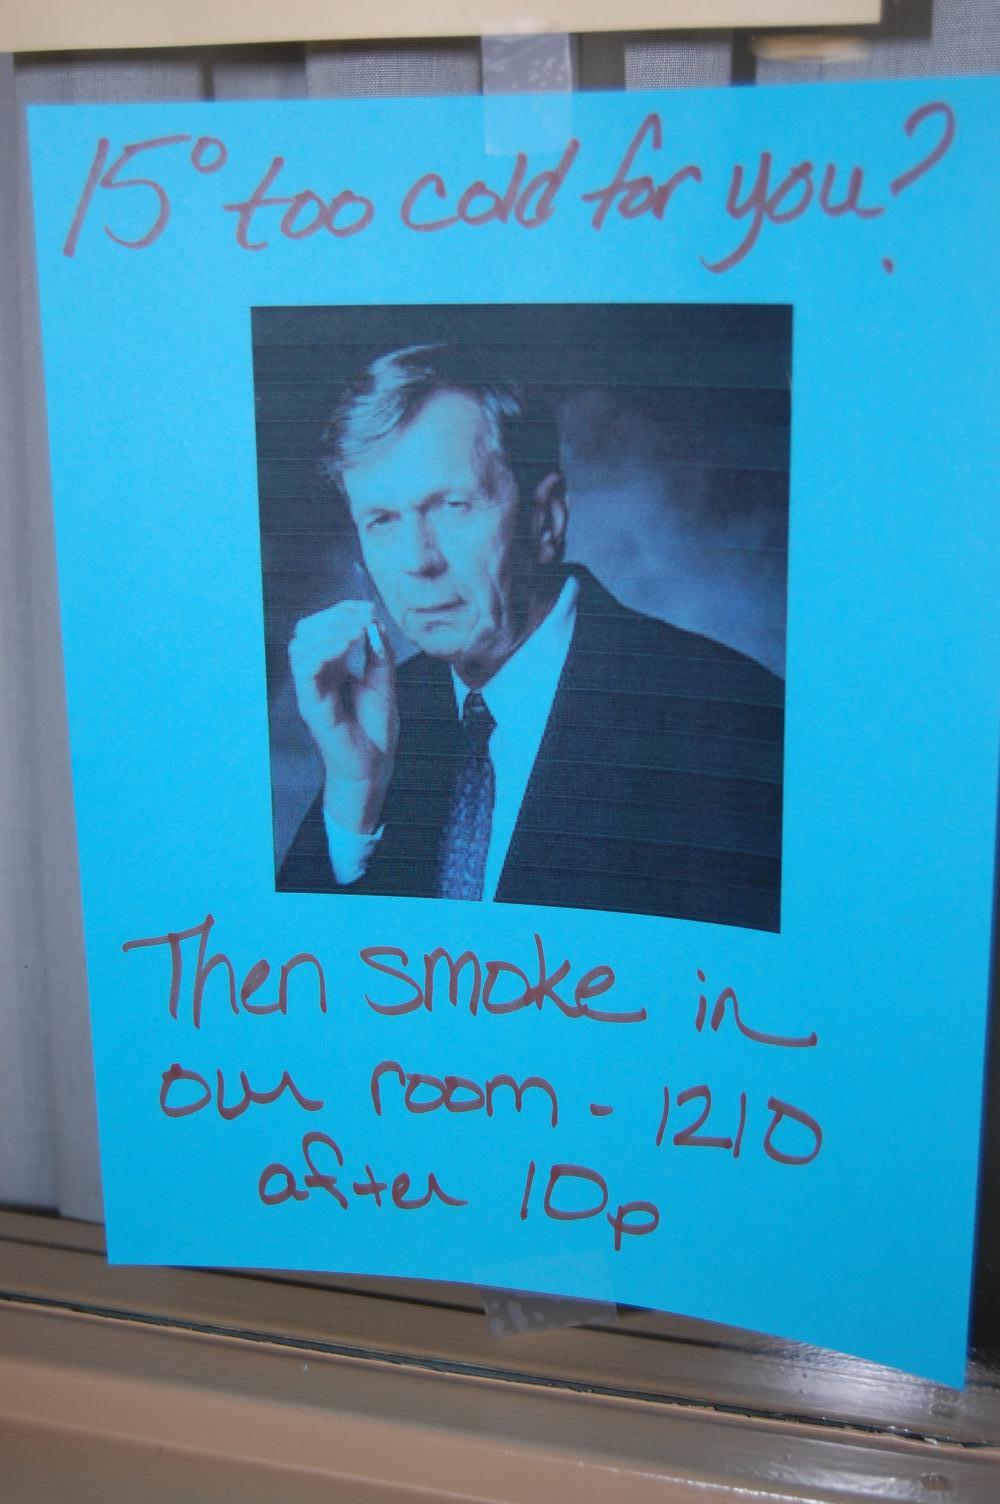 15° too cold for you?
Then smoke in
our room - 1210
after 10p